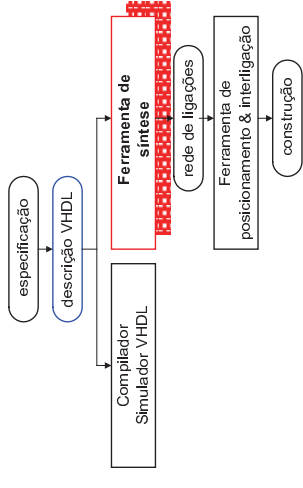 especificação
descrição VHDL
Compilador
Simulador VHDL
Ferramenta de
síntese
rede de ligações
Ferramenta de
posicionamento & interligação
construção